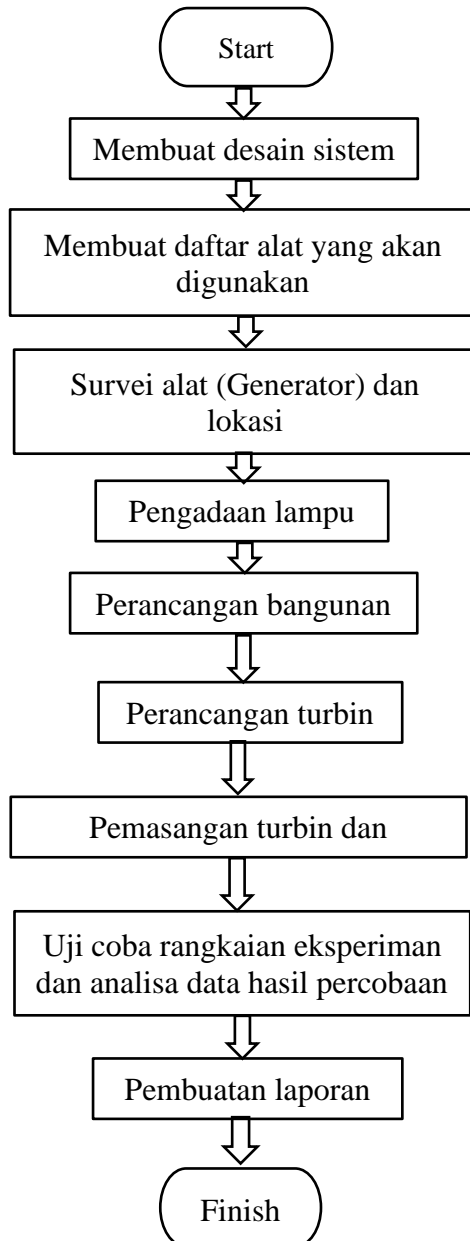 Start
Membuat desain sistem
Membuat daftar alat yang akan
digunakan
Survei alat (Generator) dan
lokasi
Pengadaan lampu
Perancangan bangunan
Perancangan turbin
Pemasangan turbin dan
Uji coba rangkaian eksperiman
dan analisa data hasil percobaan
Pembuatan laporan
Finish